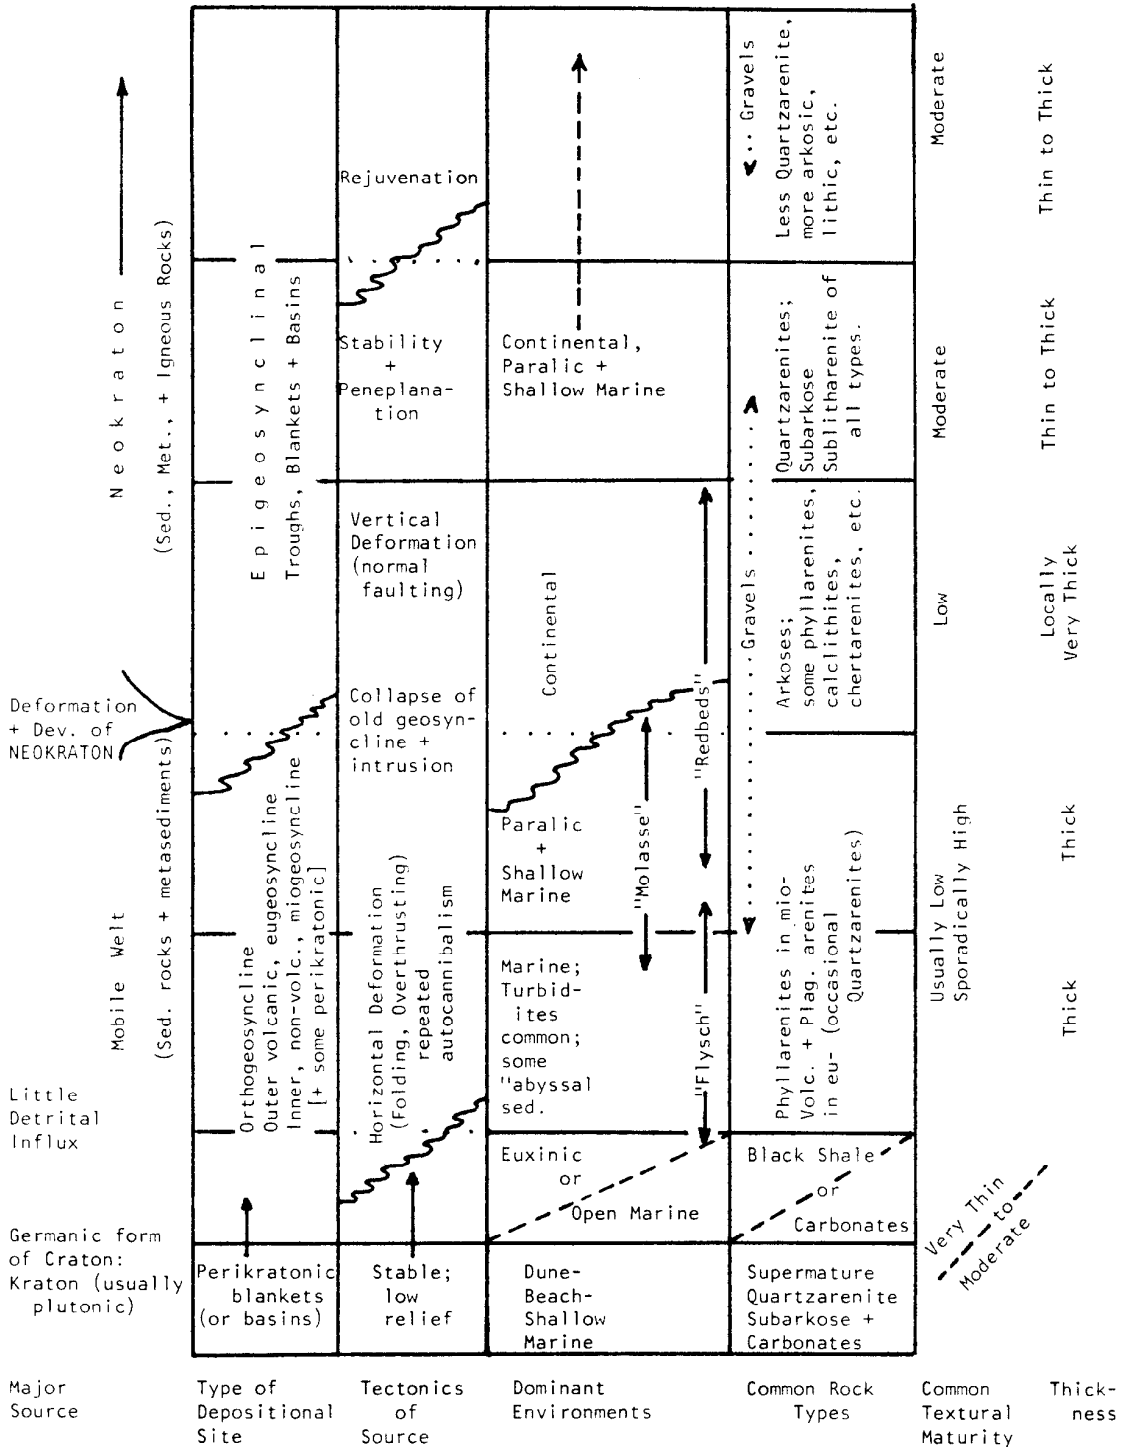 Neokraton
(Sed., Met., + Igneous Rocks)
Deformation
+ Dev. of
NEOKRATON
Mobile Welt
(Sed. rocks + metasediments)
Little
Detrital
Influx
Germanic form
of Craton:
Kraton (usually
plutonic)
Epigeosynclinal
Troughs, Blankets + Basins
Orthogeosyncline
Outer volcanic, eugeosyncline
Inner, non-volc., miogeosyncline
[+ some perikratonic]
Perikratonic
blankets
(or basins)
Rejuvenation
Stability
+
Peneplana-
tion
Vertical
Deformation
(normal
faulting)
Collapse of
old geosyn-
cline +
intrusion
Horizontal Deformation
(Folding, Overthrusting)
repeated
autocannibalism
Stable;
low
relief
Continental,
Paralic +
Shallow Marine
Continental
"Redbeds"
"Molasse"
Paralic
+
Shallow
Marine
Marine;
Turbid-
ites
common;
some
"abyssal
sed.
"Flysch"
Euxinic
or
Open Marine
Dune-
Beach-
Shallow
Marine
Gravels
Less Quartzarenite,
more arkosic,
lithic, etc.
Quartzarenites;
Subarkose
Sublitharenite of
all types.
Gravels
Arkoses;
some phyllarenites,
calclithites,
chertarenites, etc.
Phyllarenites in mio-
Volc. + Plag. arenites
in eu- (occasional
Quartzarenites)
Black Shale
or
Carbonates
Supermature
Quartzarenite
Subarkose +
Carbonates
Moderate
Moderate
Low
Usually Low
Sporadically High
Thin to Thick
Thin to Thick
Locally
Very Thick
Thick
Thick
Very Thin
to
Moderate
Major
Source
Type of
Depositional
Site
Tectonics
of
Source
Dominant
Environments
Common Rock
Types
Common
Textural
Maturity
Thick-
ness